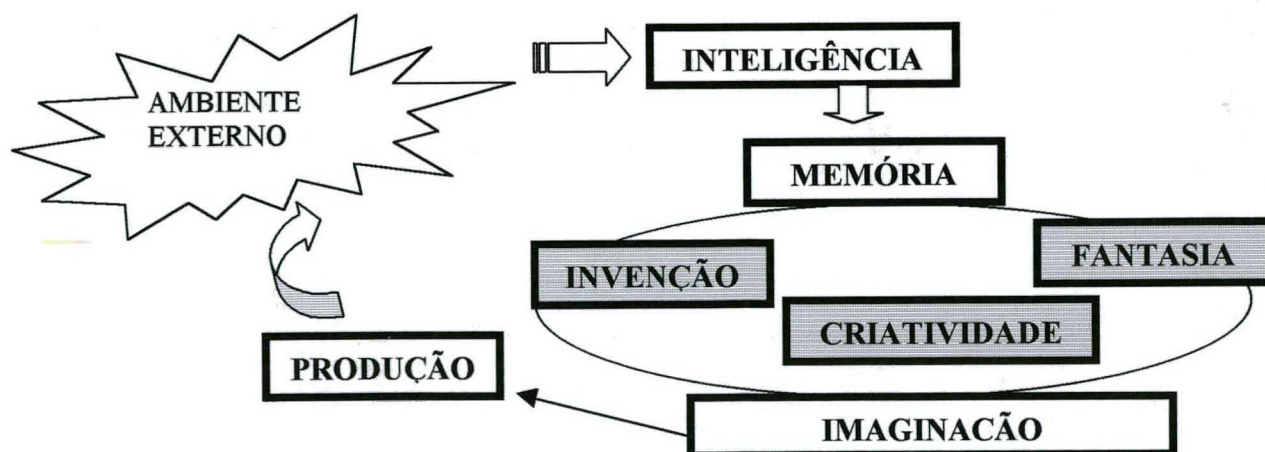 AMBIENTE
EXTERNO
INTELIGÊNCIA
MEMÓRIA
INVENÇÃO
FANTASIA
CRIATIVIDADE
PRODUÇÃO
IMAGINACÃO